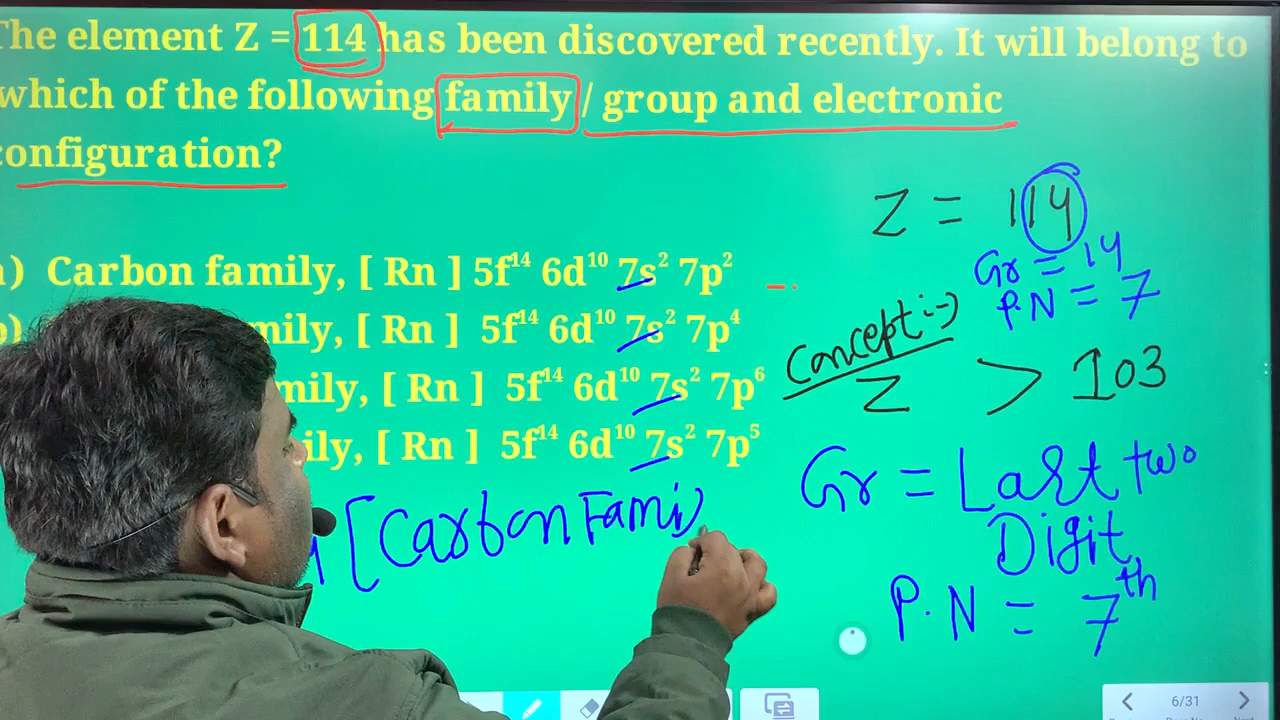 The element Z = 114 has been discovered recently. It will belong to
which of the following family / group and electronic
configuration?
a) Carbon family, [ Rn ] 5f¹⁴ 6d¹⁰ 7s² 7p²
b) mily, [ Rn ] 5f¹⁴ 6d¹⁰ 7s² 7p⁴
mily, [ Rn ] 5f¹⁴ 6d¹⁰ 7s² 7p⁶
ily, [ Rn ] 5f¹⁴ 6d¹⁰ 7s² 7p⁵
[Carbon Fami
Z = 114
Gr = 14
P.N = 7
Concept :-)
Z > 103
Gr = Last two
Digit
P.N = 7th
6/31